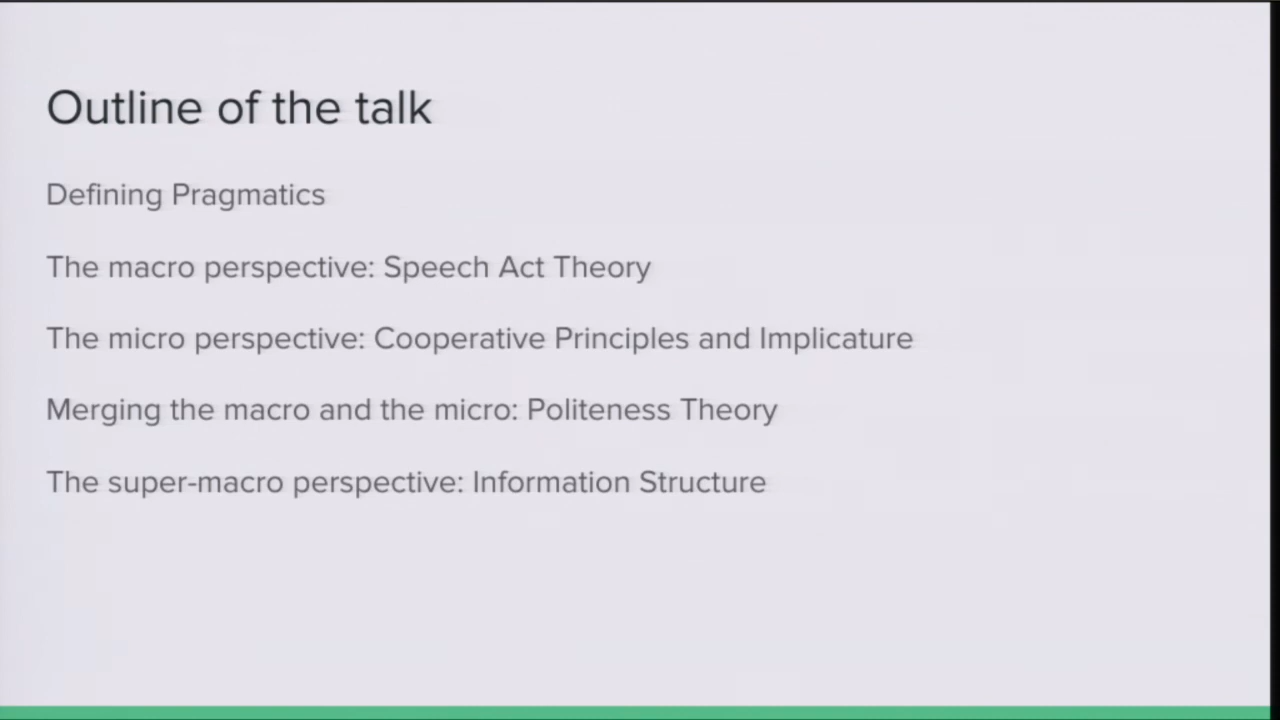 Outline of the talk
Defining Pragmatics
The macro perspective: Speech Act Theory
The micro perspective: Cooperative Principles and Implicature
Merging the macro and the micro: Politeness Theory
The super-macro perspective: Information Structure